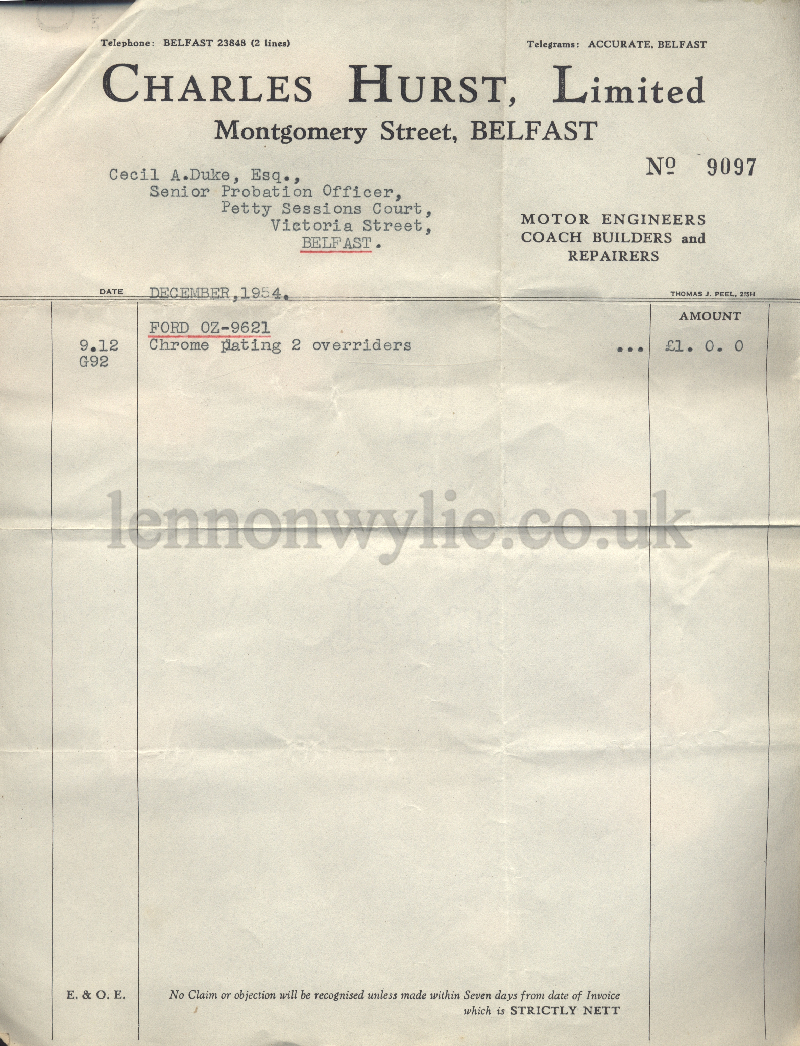 Telephone: BELFAST 23848 (2 lines)
Telegrams: ACCURATE, BELFAST
CHARLES HURST, Limited
Montgomery Street, BELFAST
Nº 9097
Cecil A.Duke, Esq.,
Senior Probation Officer,
Petty Sessions Court,
Victoria Street,
BELFAST.
MOTOR ENGINEERS
COACH BUILDERS and
REPAIRERS
DATE DECEMBER,1954.
THOMAS J. PEEL, 25H
AMOUNT
FORD OZ-9621
9.12 Chrome plating 2 overriders ... £1. 0. 0
G92
lennonwylie.co.uk
E. & O. E. No Claim or objection will be recognised unless made within Seven days from date of Invoice
which is STRICTLY NETT